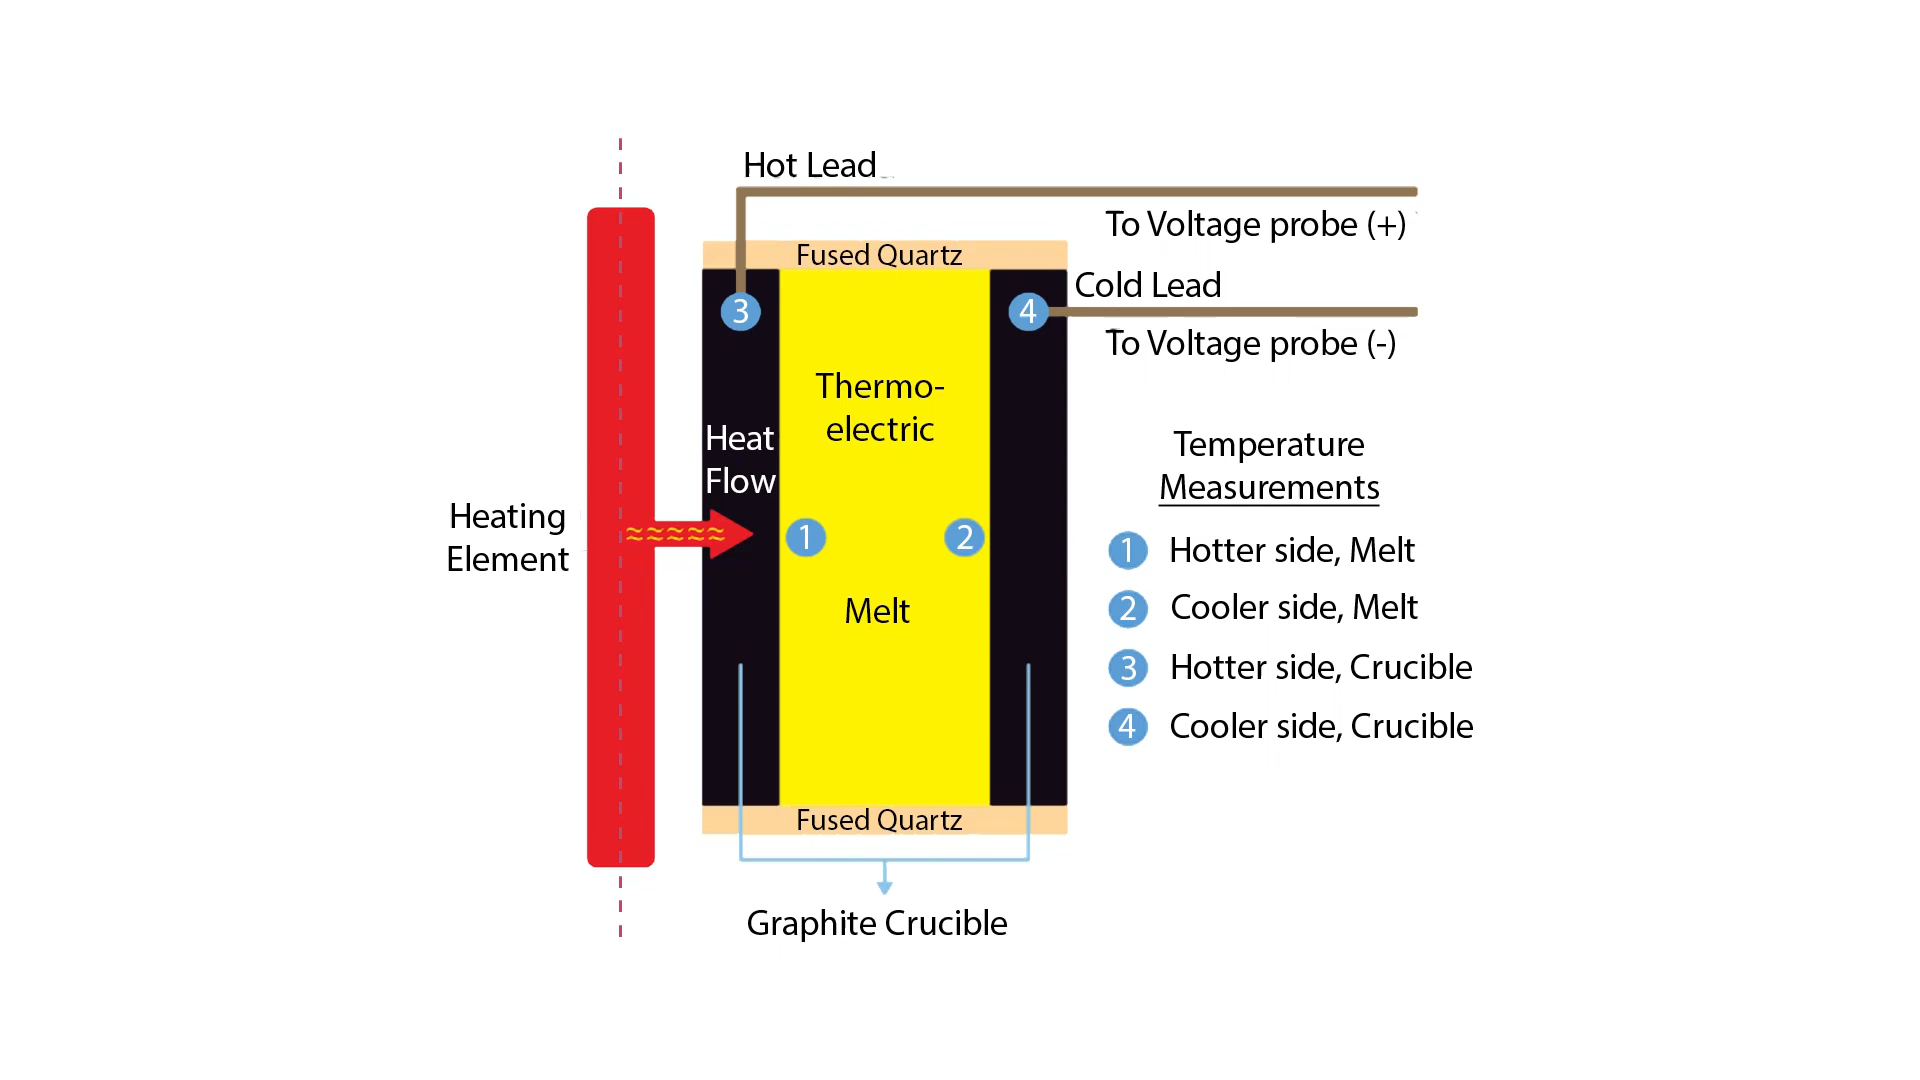 Hot Lead
To Voltage probe (+)
Fused Quartz
Cold Lead
3
4
To Voltage probe (-)
Thermo-
electric
Heat
Flow
Temperature
Measurements
Heating
Element
1
2
Melt
1 Hotter side, Melt
2 Cooler side, Melt
3 Hotter side, Crucible
4 Cooler side, Crucible
Fused Quartz
Graphite Crucible